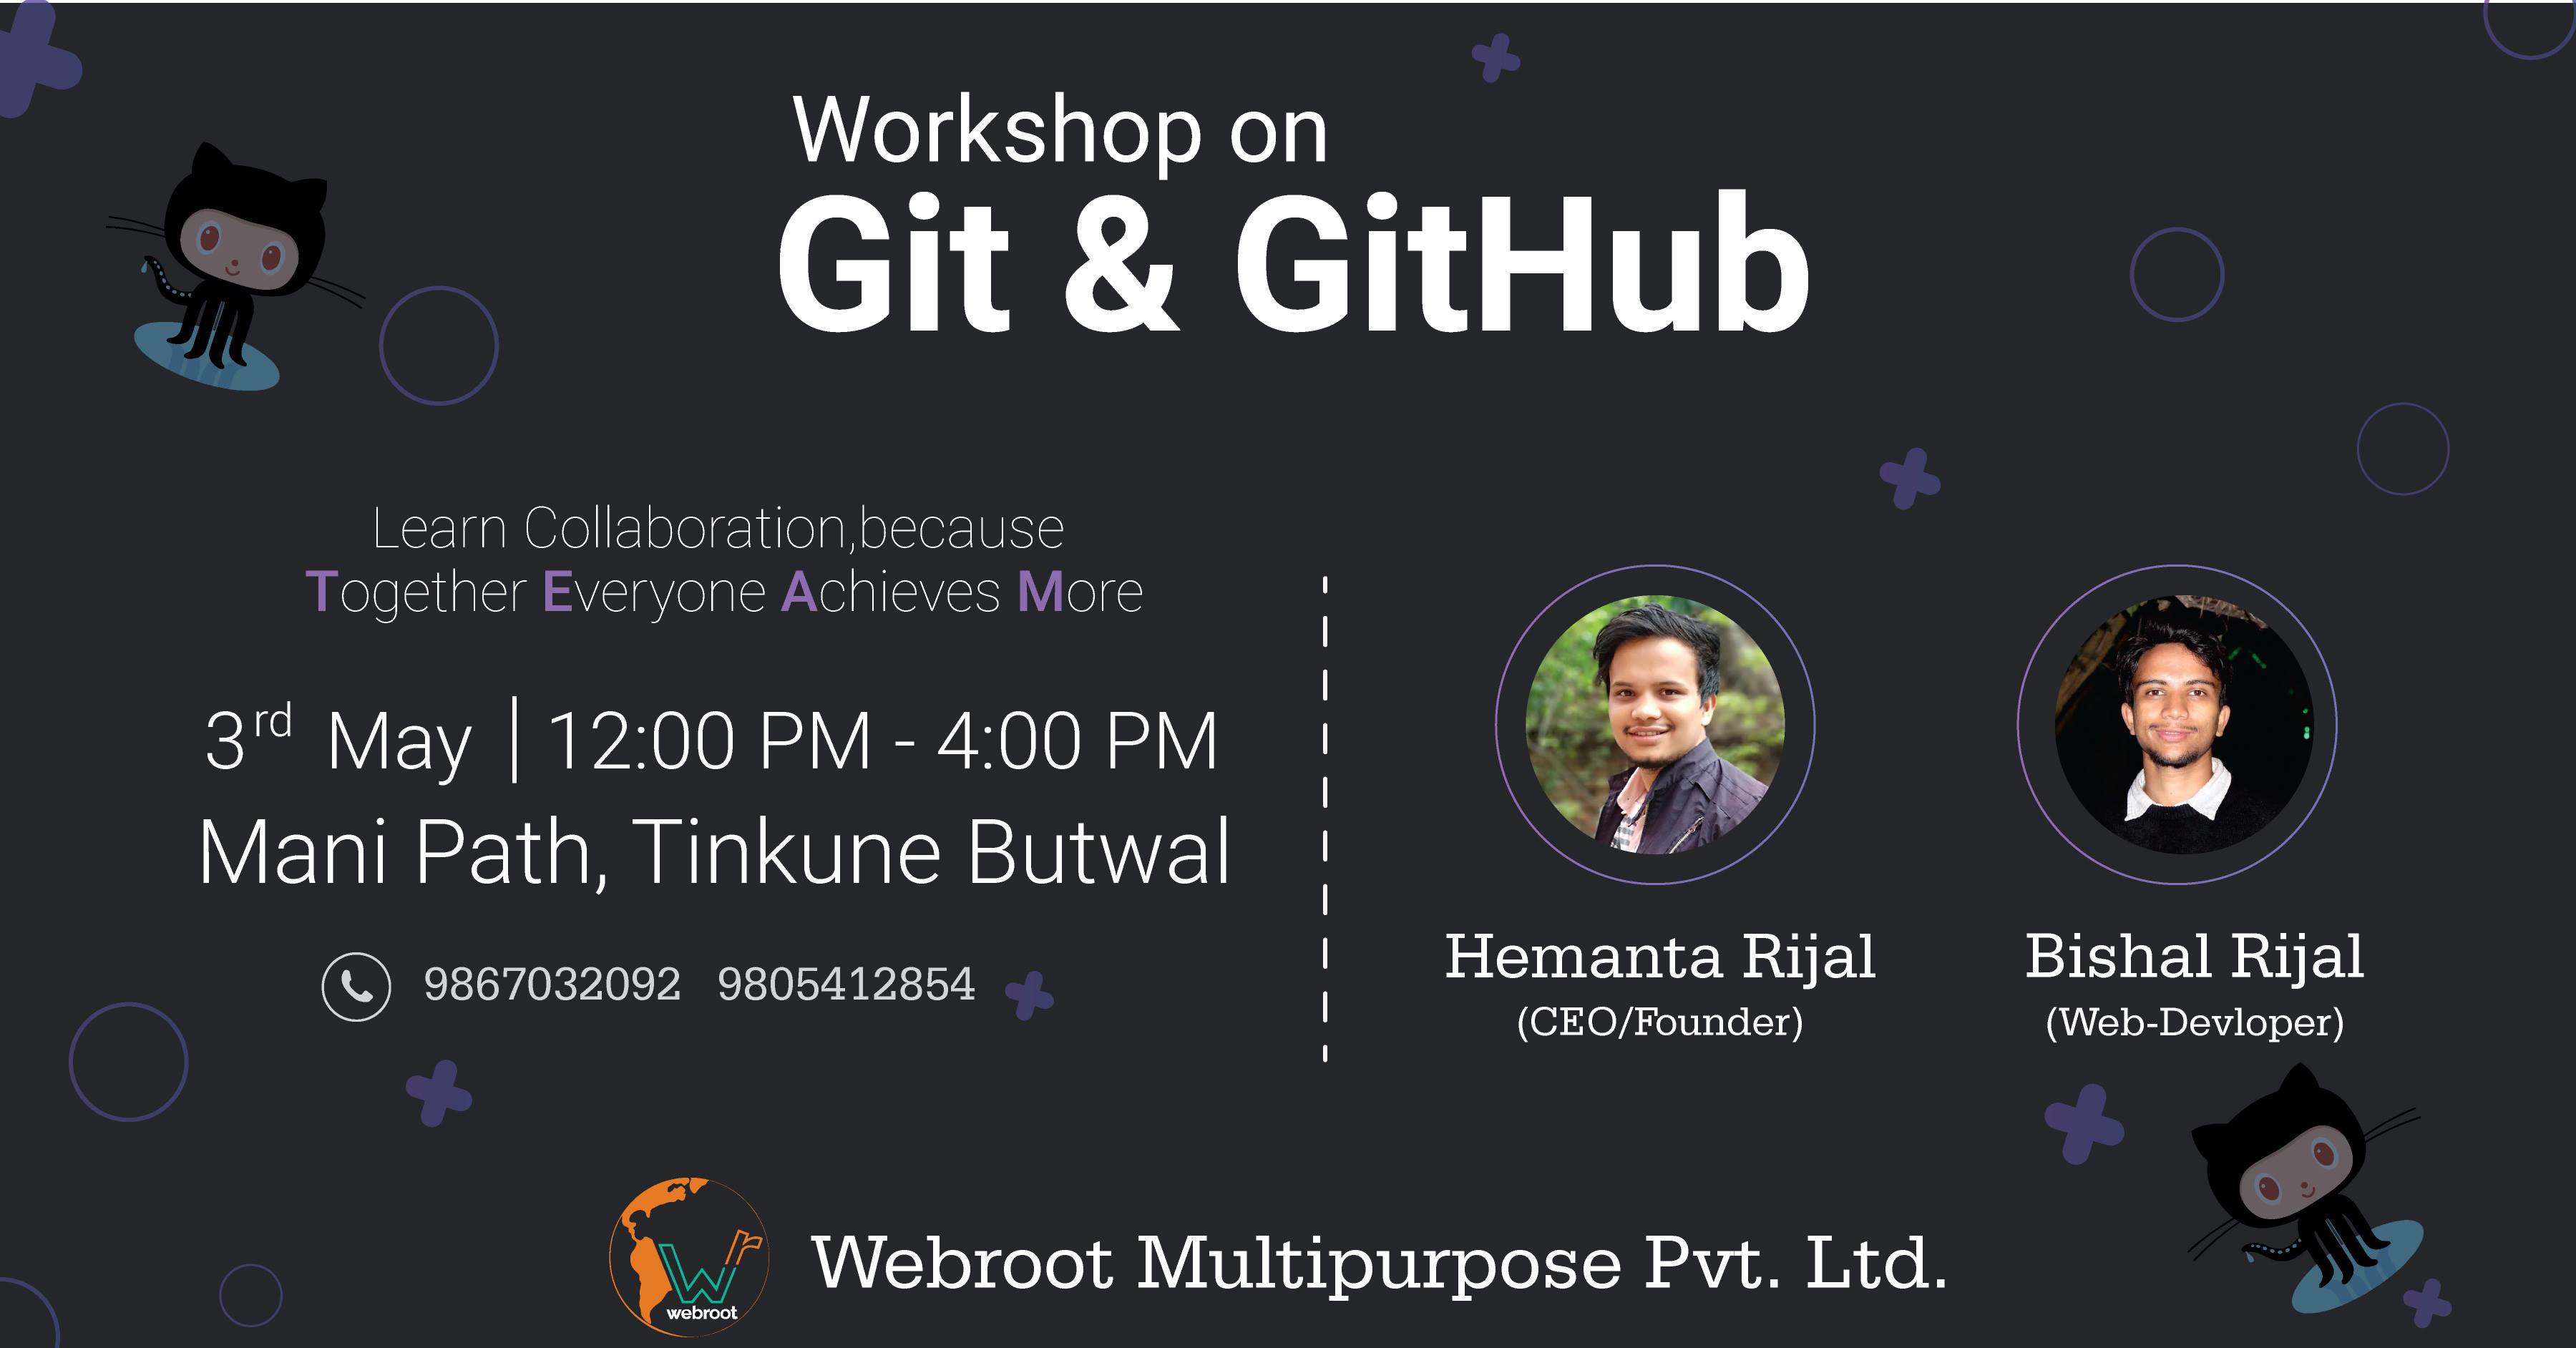 Workshop on
Git & GitHub
Learn Collaboration,because
Together Everyone Achieves More
3rd May | 12:00 PM - 4:00 PM
Mani Path, Tinkune Butwal
9867032092 9805412854
Hemanta Rijal
(CEO/Founder)
Bishal Rijal
(Web-Devloper)
Wr
webroot
Webroot Multipurpose Pvt. Ltd.